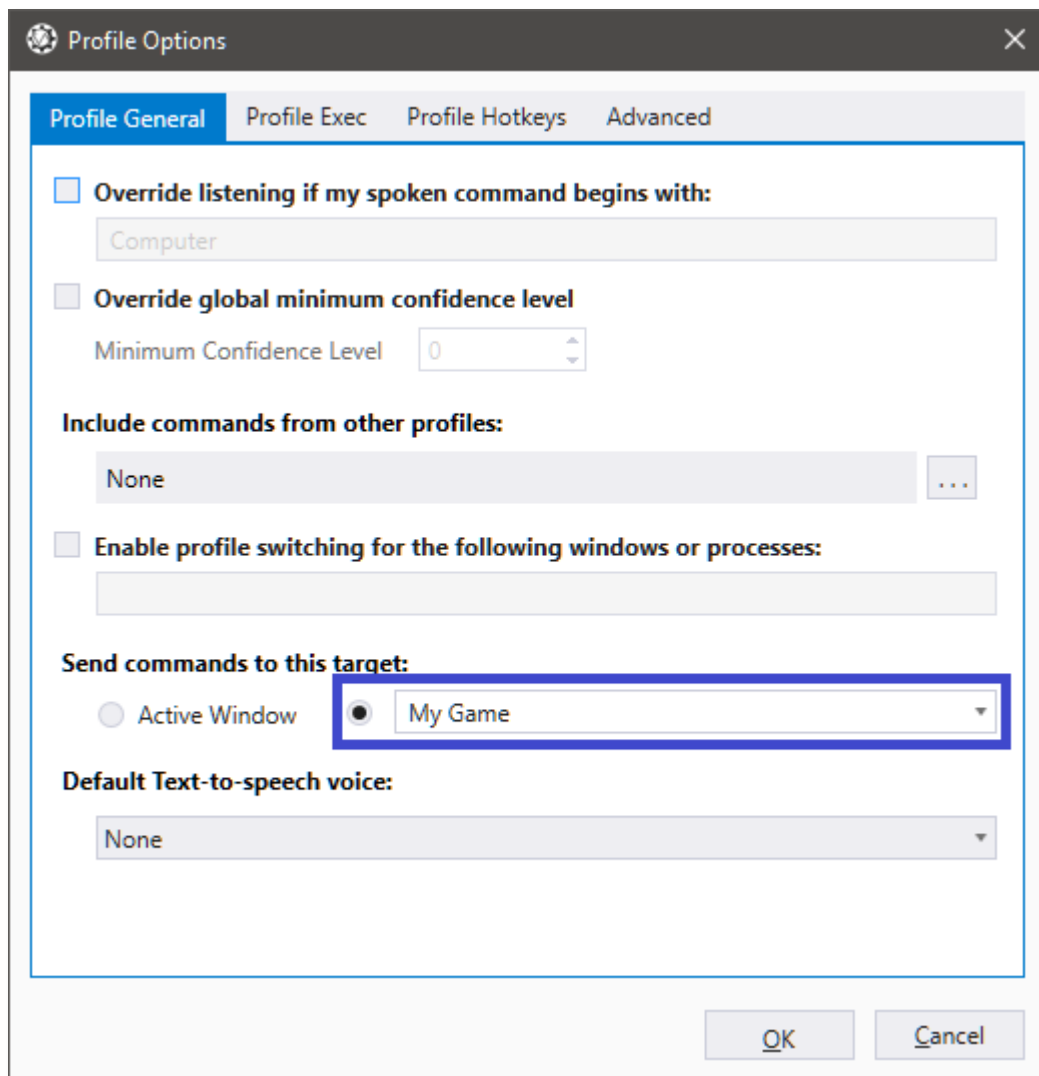 Profile Options
Profile General Profile Exec Profile Hotkeys Advanced
Override listening if my spoken command begins with:
Computer
Override global minimum confidence level
Minimum Confidence Level 0
Include commands from other profiles:
None ...
Enable profile switching for the following windows or processes:
Send commands to this target:
Active Window My Game
Default Text-to-speech voice:
None
OK Cancel